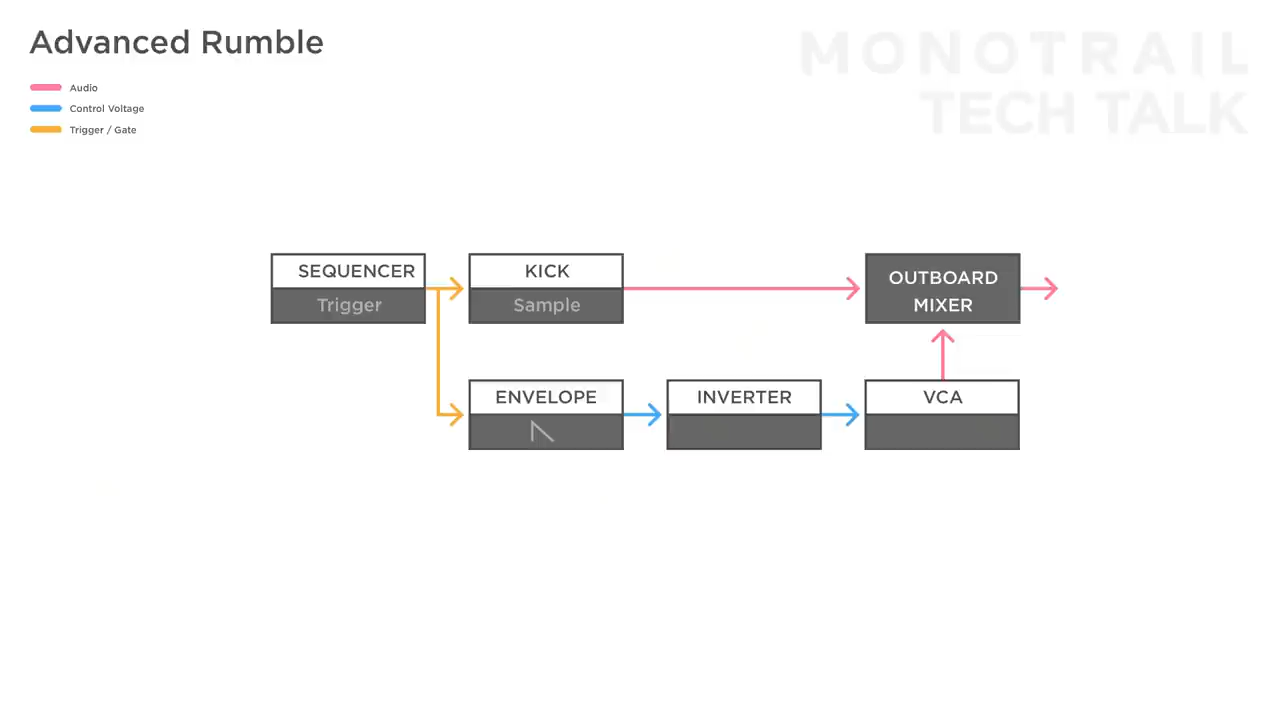 Advanced Rumble
MONOTRAIL
TECH TALK
Audio
Control Voltage
Trigger / Gate
SEQUENCER
Trigger
KICK
Sample
OUTBOARD
MIXER
ENVELOPE
INVERTER
VCA